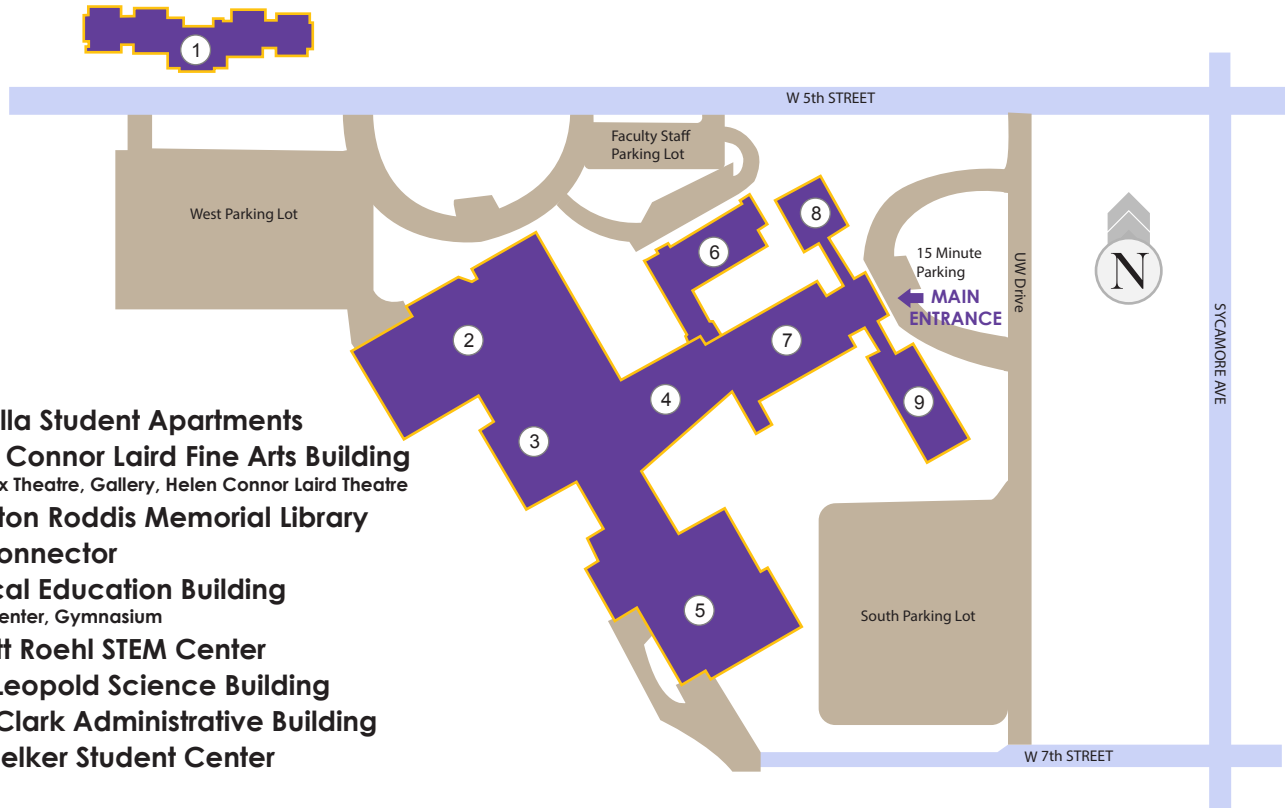 1
W 5th STREET
Faculty Staff
Parking Lot
West Parking Lot
8
6
15 Minute
Parking
MAIN
ENTRANCE
UW Drive
N
SYCAMORE AVE
2
7
4
9
3
lla Student Apartments
Connor Laird Fine Arts Building
x Theatre, Gallery, Helen Connor Laird Theatre
ton Roddis Memorial Library
onnector
cal Education Building
enter, Gymnasium
tt Roehl STEM Center
Leopold Science Building
Clark Administrative Building
elker Student Center
5
South Parking Lot
W 7th STREET